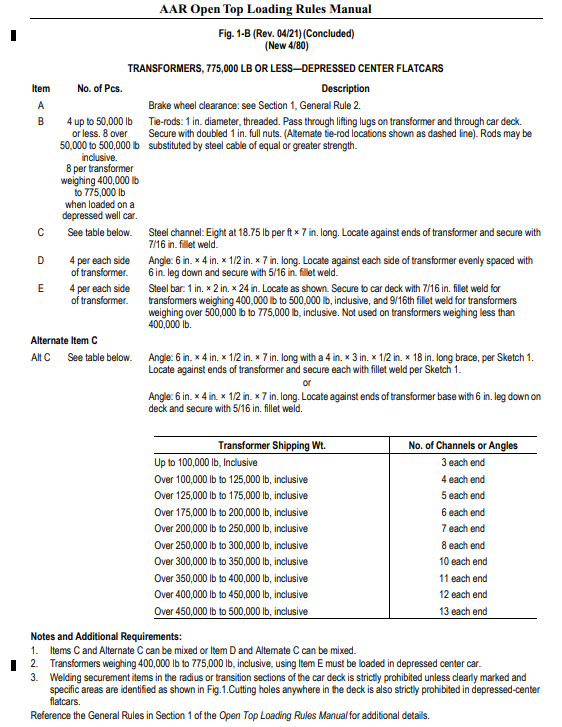 AAR Open Top Loading Rules Manual
Fig. 1-B (Rev. 04/21) (Concluded)
(New 4/80)
TRANSFORMERS, 775,000 LB OR LESS—DEPRESSED CENTER FLATCARS
Item No. of Pcs. Description
A Brake wheel clearance: see Section 1, General Rule 2.
B 4 up to 50,000 lb Tie-rods: 1 in. diameter, threaded. Pass through lifting lugs on transformer and through car deck.
or less. 8 over Secure with doubled 1 in. full nuts. (Alternate tie-rod locations shown as dashed line). Rods may be
50,000 to 500,000 lb substituted by steel cable of equal or greater strength.
inclusive.
8 per transformer
weighing 400,000 lb
to 775,000 lb
when loaded on a
depressed well car.
C See table below. Steel channel: Eight at 18.75 lb per ft × 7 in. long. Locate against ends of transformer and secure with
7/16 in. fillet weld.
D 4 per each side Angle: 6 in. × 4 in. × 1/2 in. × 7 in. long. Locate against each side of transformer evenly spaced with
of transformer. 6 in. leg down and secure with 5/16 in. fillet weld.
E 4 per each side Steel bar: 1 in. × 2 in. × 24 in. Locate as shown. Secure to car deck with 7/16 in. fillet weld for
of transformer. transformers weighing 400,000 lb to 500,000 lb, inclusive, and 9/16th fillet weld for transformers
weighing over 500,000 lb to 775,000 lb, inclusive. Not used on transformers weighing less than
400,000 lb.
Alternate Item C
Alt C See table below. Angle: 6 in. × 4 in. × 1/2 in. × 7 in. long with a 4 in. × 3 in. × 1/2 in. × 18 in. long brace, per Sketch 1.
Locate against ends of transformer and secure each with fillet weld per Sketch 1.
or
Angle: 6 in. × 4 in. × 1/2 in. × 7 in. long. Locate against ends of transformer base with 6 in. leg down on
deck and secure with 5/16 in. fillet weld.
Transformer Shipping Wt. No. of Channels or Angles
Up to 100,000 lb, Inclusive 3 each end
Over 100,000 lb to 125,000 lb, inclusive 4 each end
Over 125,000 lb to 175,000 lb, inclusive 5 each end
Over 175,000 lb to 200,000 lb, inclusive 6 each end
Over 200,000 lb to 250,000 lb, inclusive 7 each end
Over 250,000 lb to 300,000 lb, inclusive 8 each end
Over 300,000 lb to 350,000 lb, inclusive 10 each end
Over 350,000 lb to 400,000 lb, inclusive 11 each end
Over 400,000 lb to 450,000 lb, inclusive 12 each end
Over 450,000 lb to 500,000 lb, inclusive 13 each end
Notes and Additional Requirements:
1. Items C and Alternate C can be mixed or Item D and Alternate C can be mixed.
2. Transformers weighing 400,000 lb to 775,000 lb, inclusive, using Item E must be loaded in depressed center car.
3. Welding securement items in the radius or transition sections of the car deck is strictly prohibited unless clearly marked and
specific areas are identified as shown in Fig.1.Cutting holes anywhere in the deck is also strictly prohibited in depressed-center
flatcars.
Reference the General Rules in Section 1 of the Open Top Loading Rules Manual for additional details.